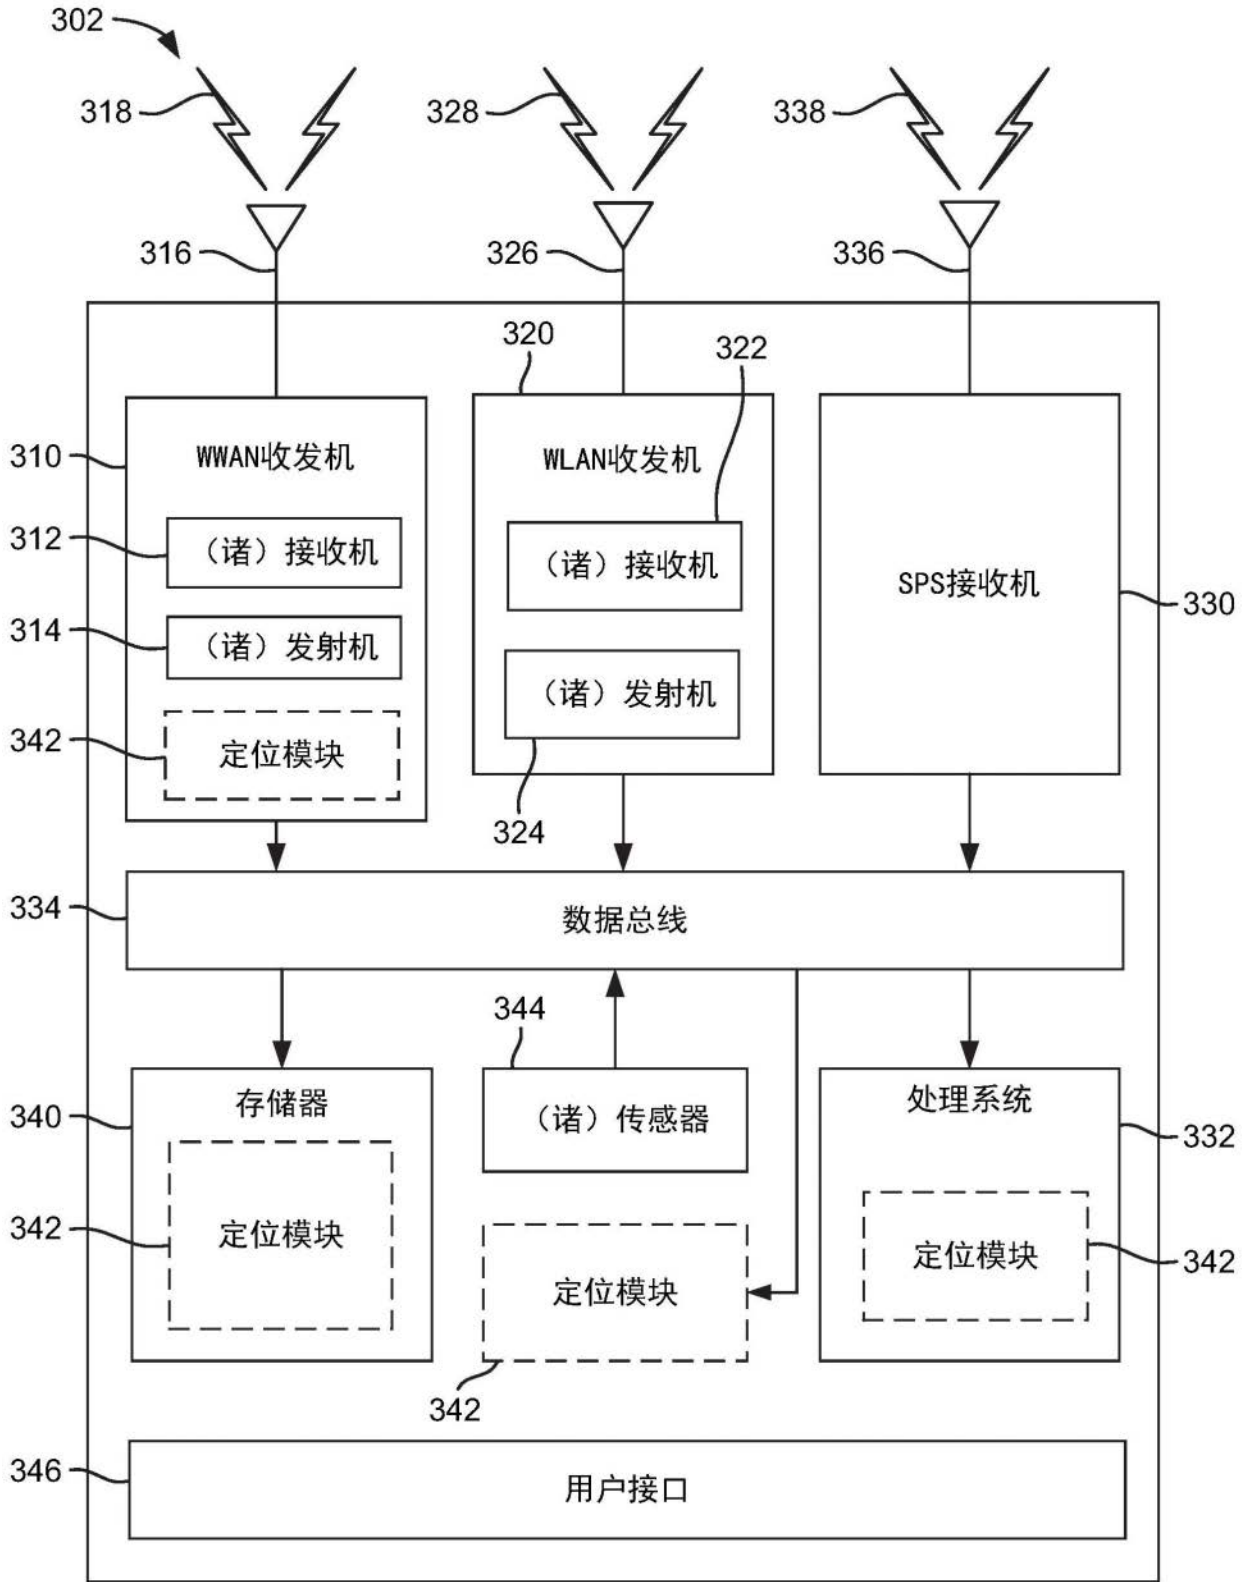 302
318
328
338
316
326
336
320
322
310
WWAN收发机
WLAN收发机
312
（诸）接收机
（诸）接收机
SPS接收机
330
314
（诸）发射机
（诸）发射机
342
定位模块
324
334
数据总线
344
340
存储器
（诸）传感器
处理系统
332
342
定位模块
定位模块
定位模块
342
342
346
用户接口